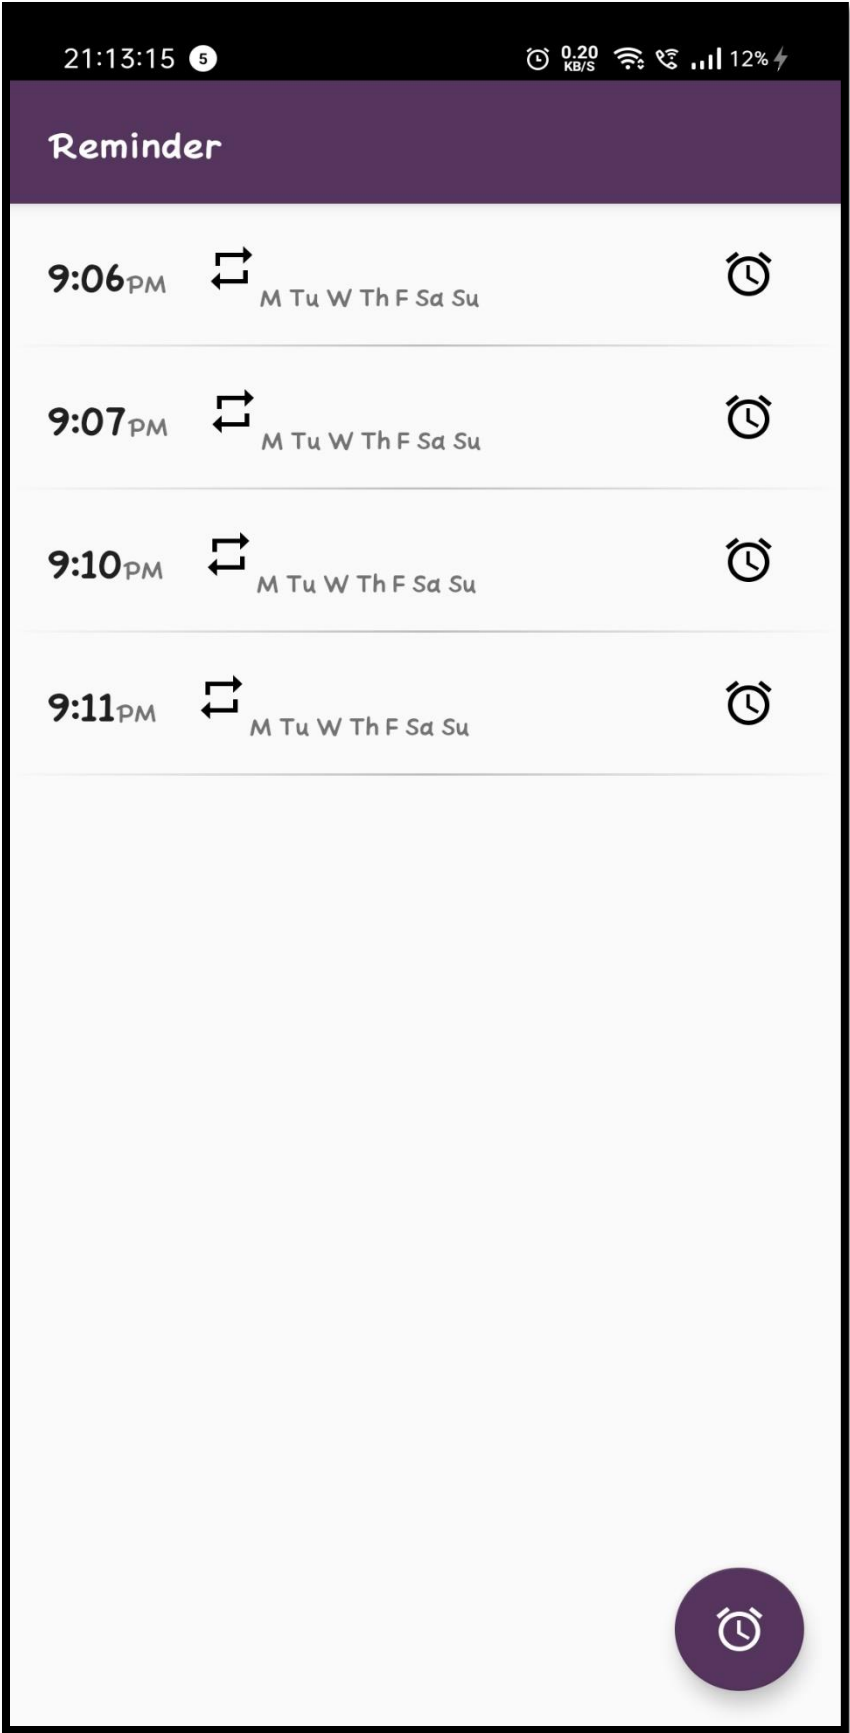 21:13:15 5 0.20 KB/S 12%
Reminder
9:06PM M Tu W Th F Sa Su
9:07PM M Tu W Th F Sa Su
9:10PM M Tu W Th F Sa Su
9:11PM M Tu W Th F Sa Su